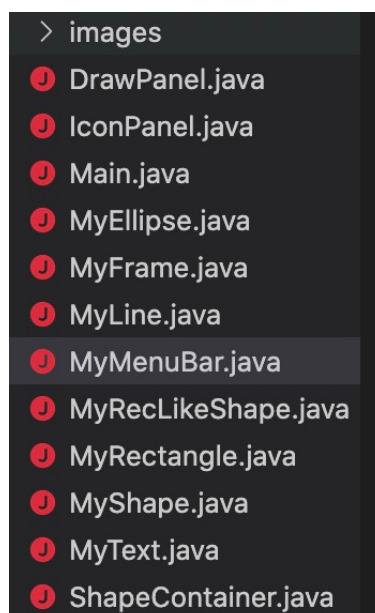 images
J DrawPanel.java
J IconPanel.java
J Main.java
J MyEllipse.java
J MyFrame.java
J MyLine.java
J MyMenuBar.java
J MyRecLikeShape.java
J MyRectangle.java
J MyShape.java
J MyText.java
J ShapeContainer.java